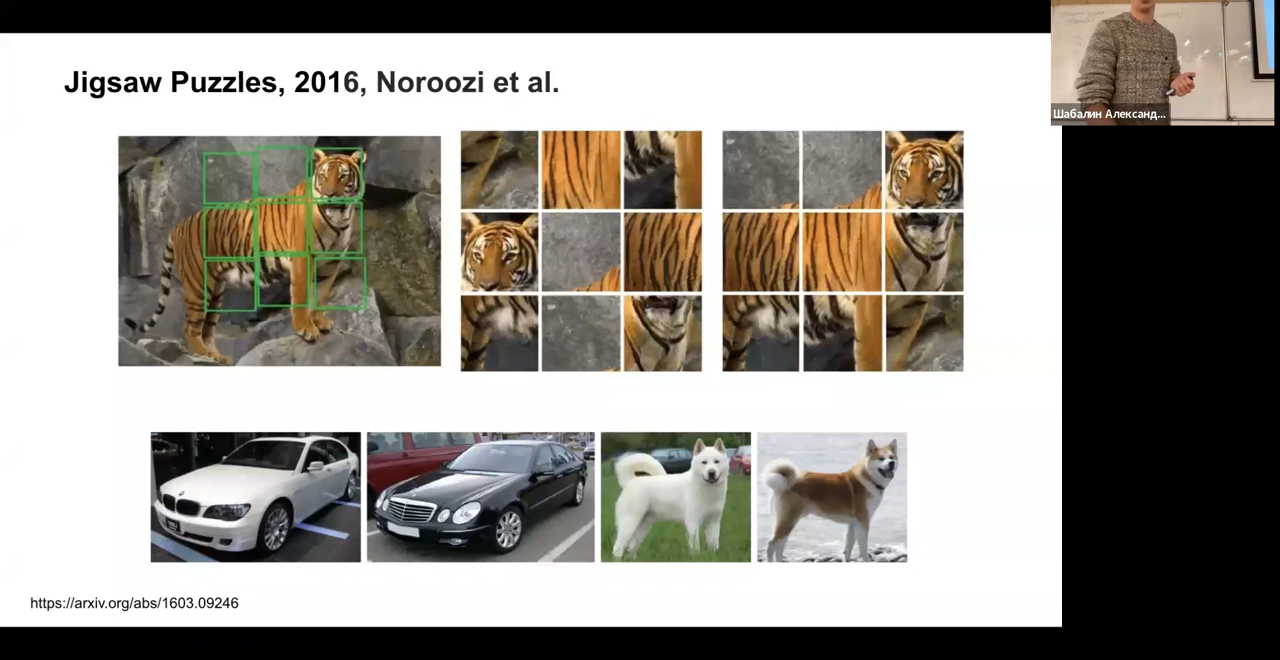 Jigsaw Puzzles, 2016, Noroozi et al.
Шабалин Александ...
https://arxiv.org/abs/1603.09246